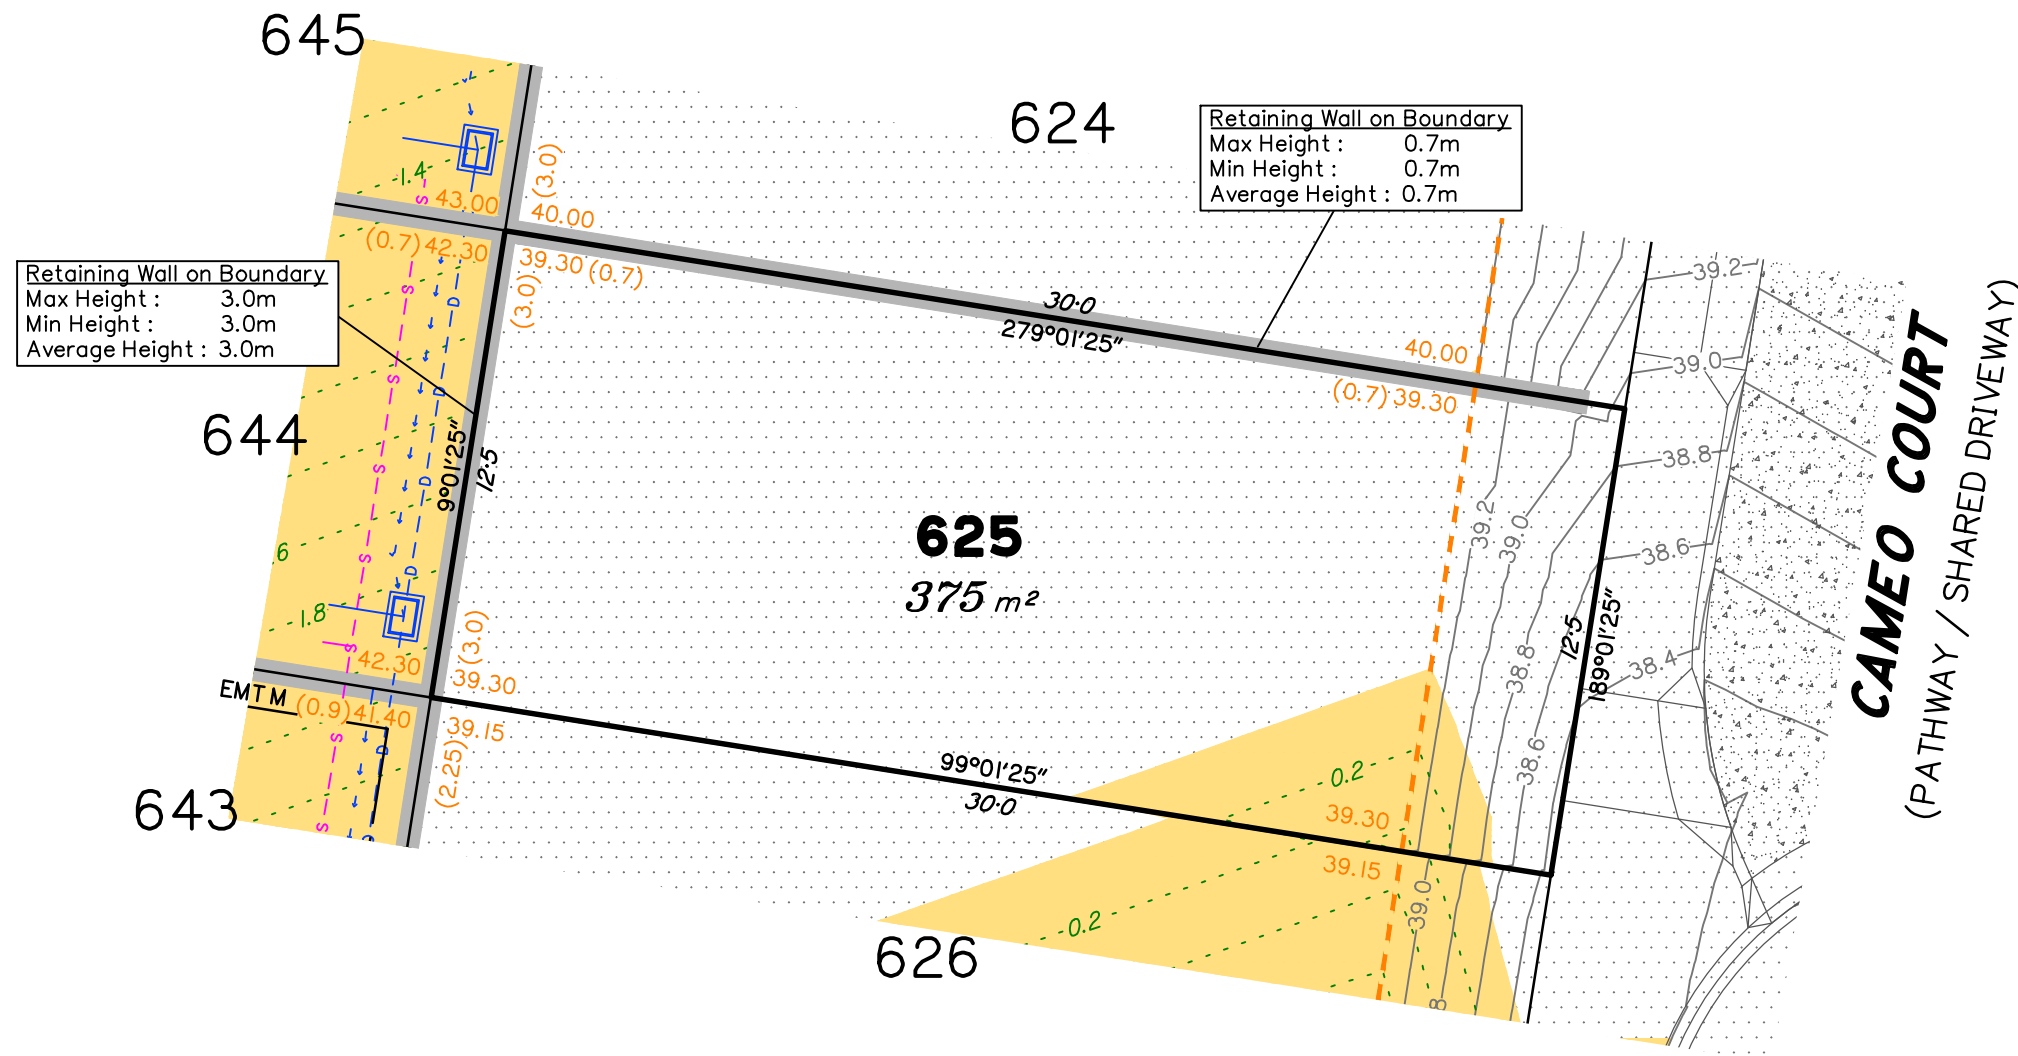 645
624
Retaining Wall on Boundary
Max Height : 0.7m
Min Height : 0.7m
Average Height : 0.7m
1.4
S
43.00
(3.0)
40.00
(0.7) 42.30
39.30 (0.7)
(3.0)
Retaining Wall on Boundary
Max Height : 3.0m
Min Height : 3.0m
Average Height : 3.0m
30·0
279°01'25"
40.00
(0.7) 39.30
39.2
39.0
38.8
38.6
38.4
644
9°01'25"
12·5
S
S
S
S
S
D
D
D
D
625
375 m²
39.2
39.0
38.8
38.6
12·5
189°01'25"
CAMEO COURT
(PATHWAY / SHARED DRIVEWAY)
6
1.8
42.30
(3.0)
39.30
EMT M
(0.9) 41.40
39.15
(2.25)
S
S
D
643
99°01'25"
30·0
0.2
39.30
39.15
39.0
0.2
626
8